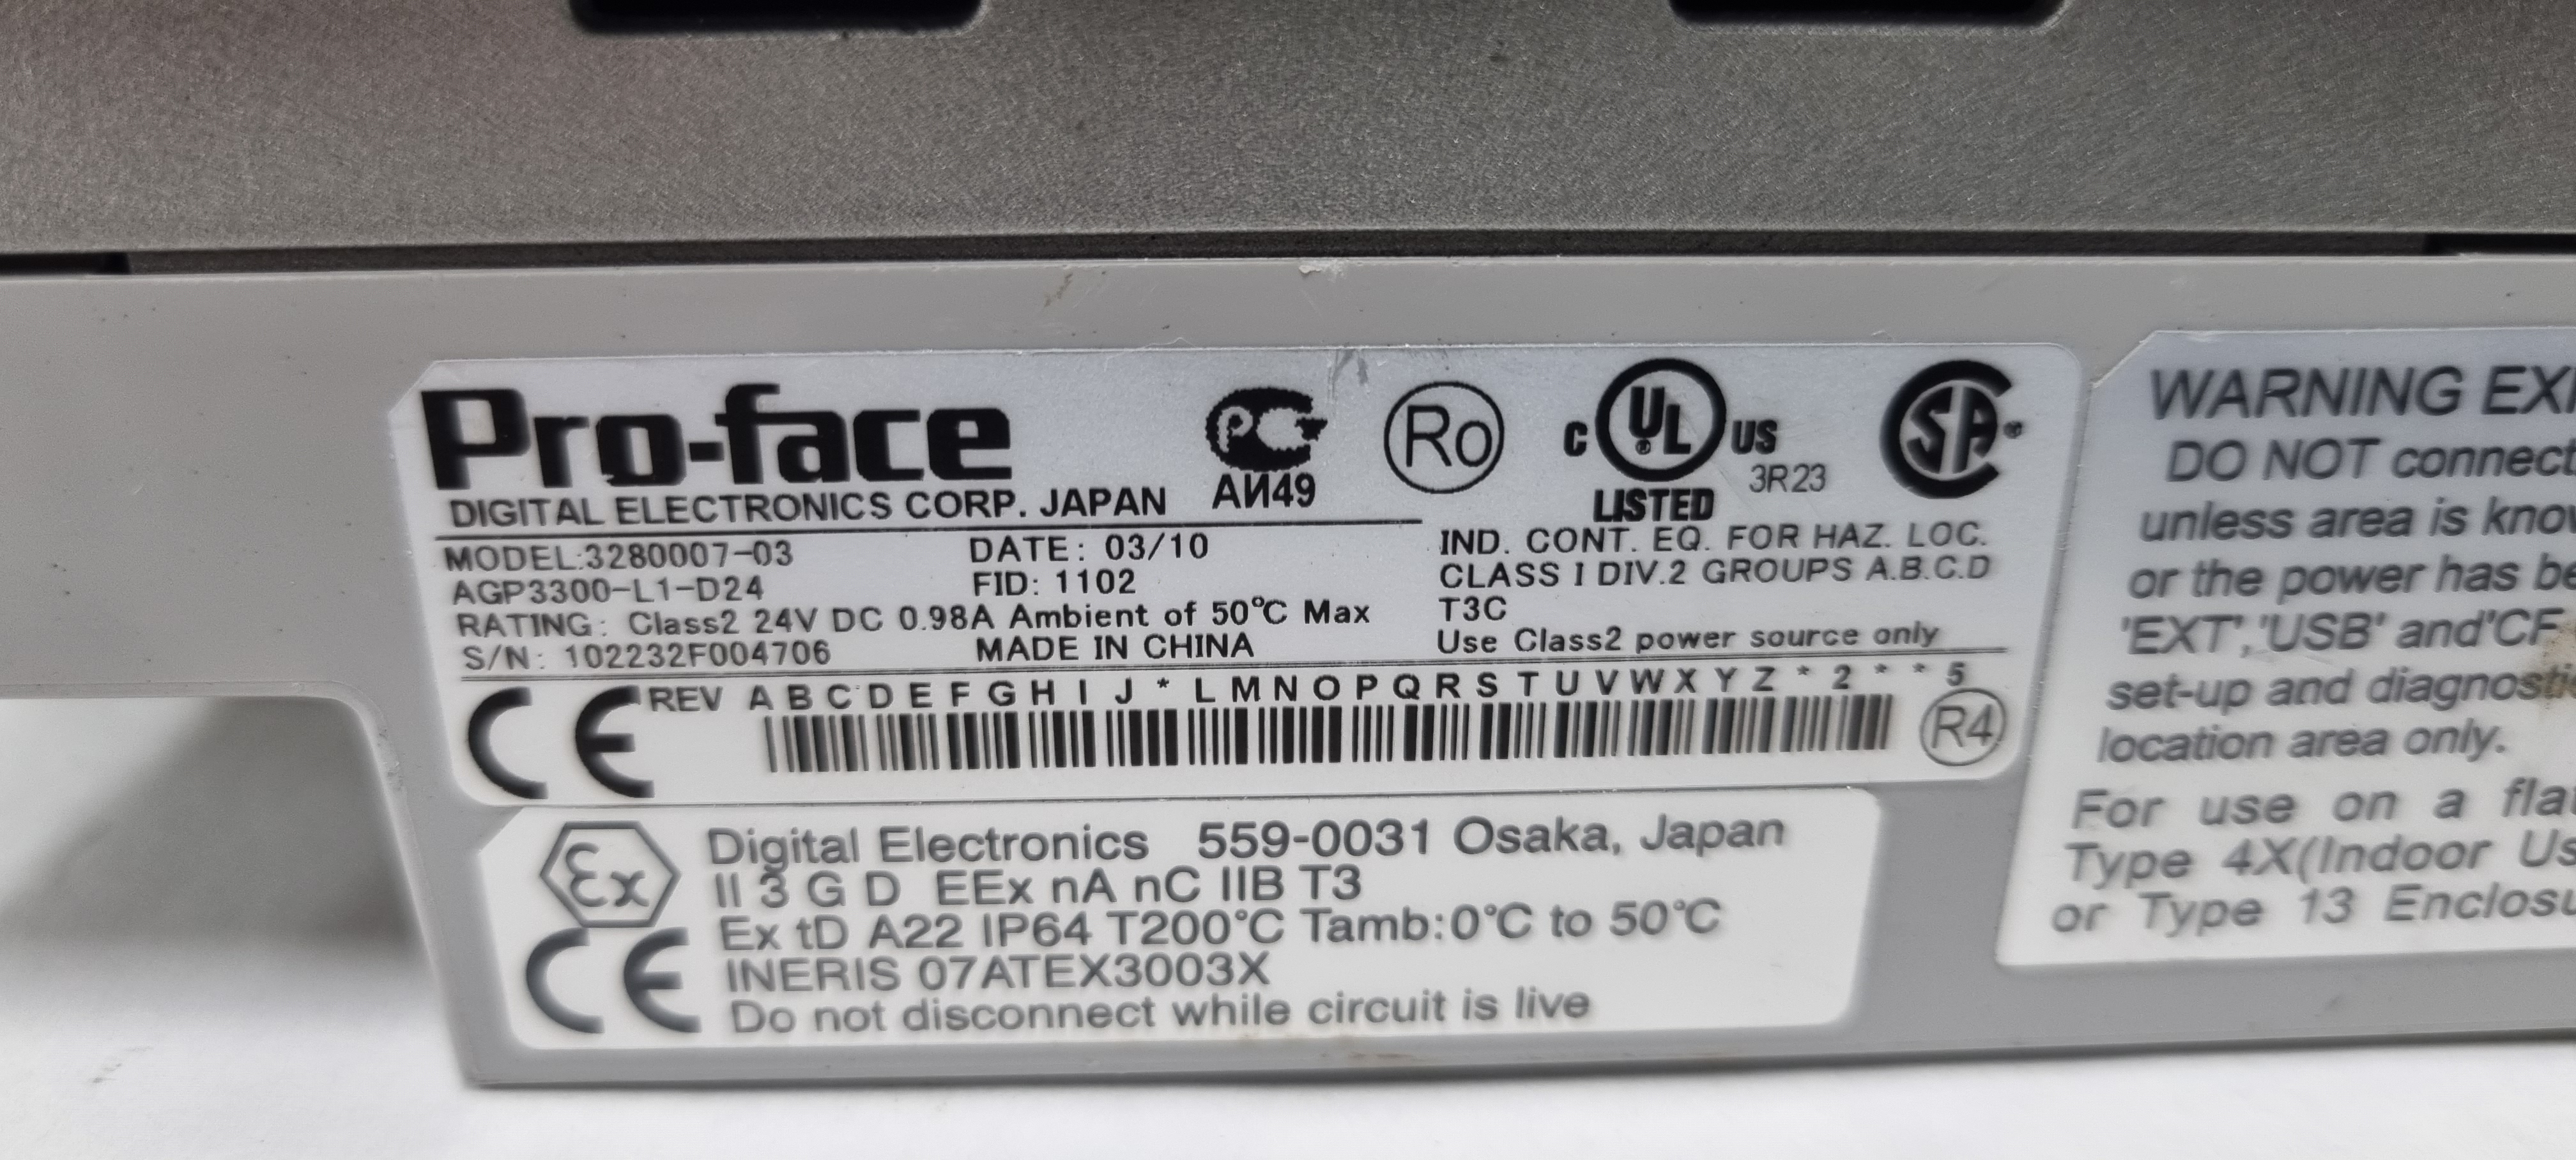 Pro-face
DIGITAL ELECTRONICS CORP. JAPAN
PG
АИ49
Ro
C UL US
LISTED
3R23
SA
MODEL:3280007-03
AGP3300-L1-D24
DATE: 03/10
FID: 1102
RATING: Class2 24V DC 0.98A Ambient of 50℃ Max
S/N: 102232F004706
MADE IN CHINA
IND. CONT. EQ. FOR HAZ. LOC.
CLASS I DIV.2 GROUPS A.B.C.D
T3C
Use Class2 power source only
CE
REV A B C D E F G H I J * L M N O P Q R S T U V W X Y Z * 2 * * 5
R4
Ex
CE
Digital Electronics 559-0031 Osaka, Japan
II 3 G D EEx nA nC IIB T3
Ex tD A22 IP64 T200℃ Tamb:0℃ to 50℃
INERIS 07ATEX3003X
Do not disconnect while circuit is live
WARNING
DO NOT connect
unless area is
or the power has
'EXT','USB' and'CF
set-up and
location area only.
For use on a
Type 4X(Indoor
or Type 13